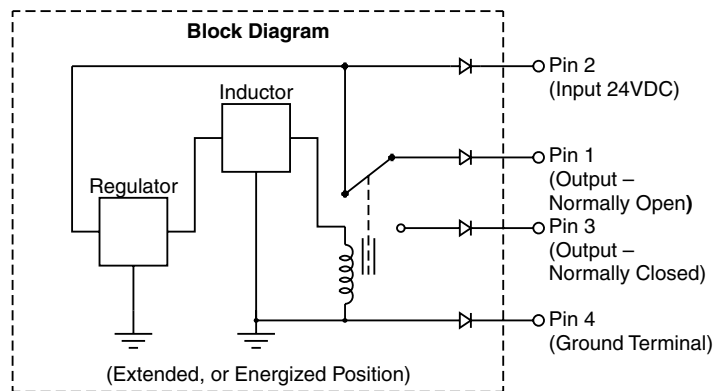 Block Diagram
Pin 2
(Input 24VDC)
Inductor
Pin 1
(Output –
Normally Open)
Regulator
Pin 3
(Output –
Normally Closed)
Pin 4
(Ground Terminal)
(Extended, or Energized Position)